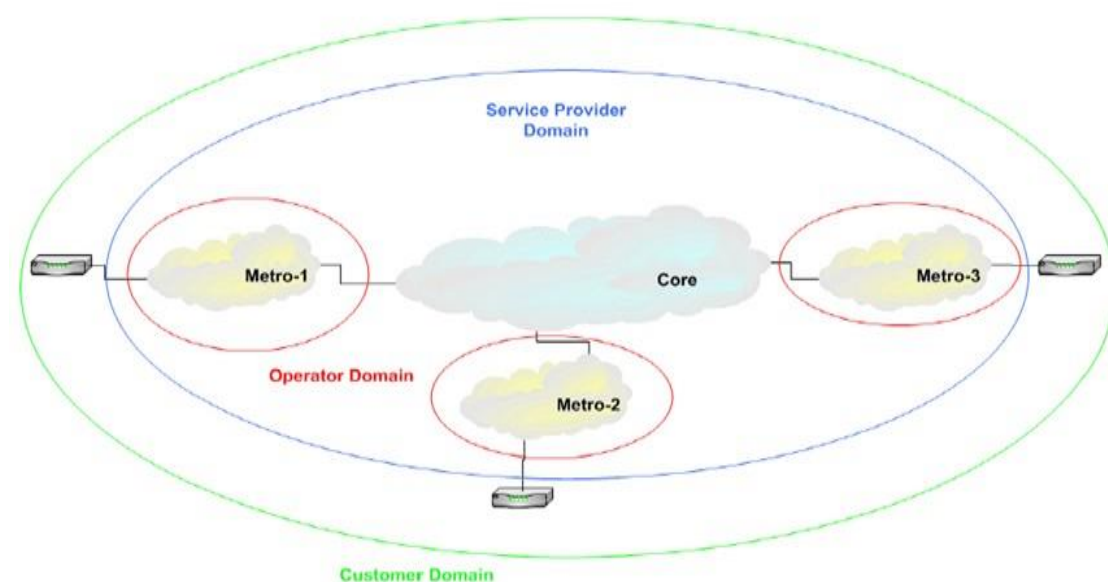 Service Provider
Domain
Metro-1
Core
Metro-3
Operator Domain
Metro-2
Customer Domain